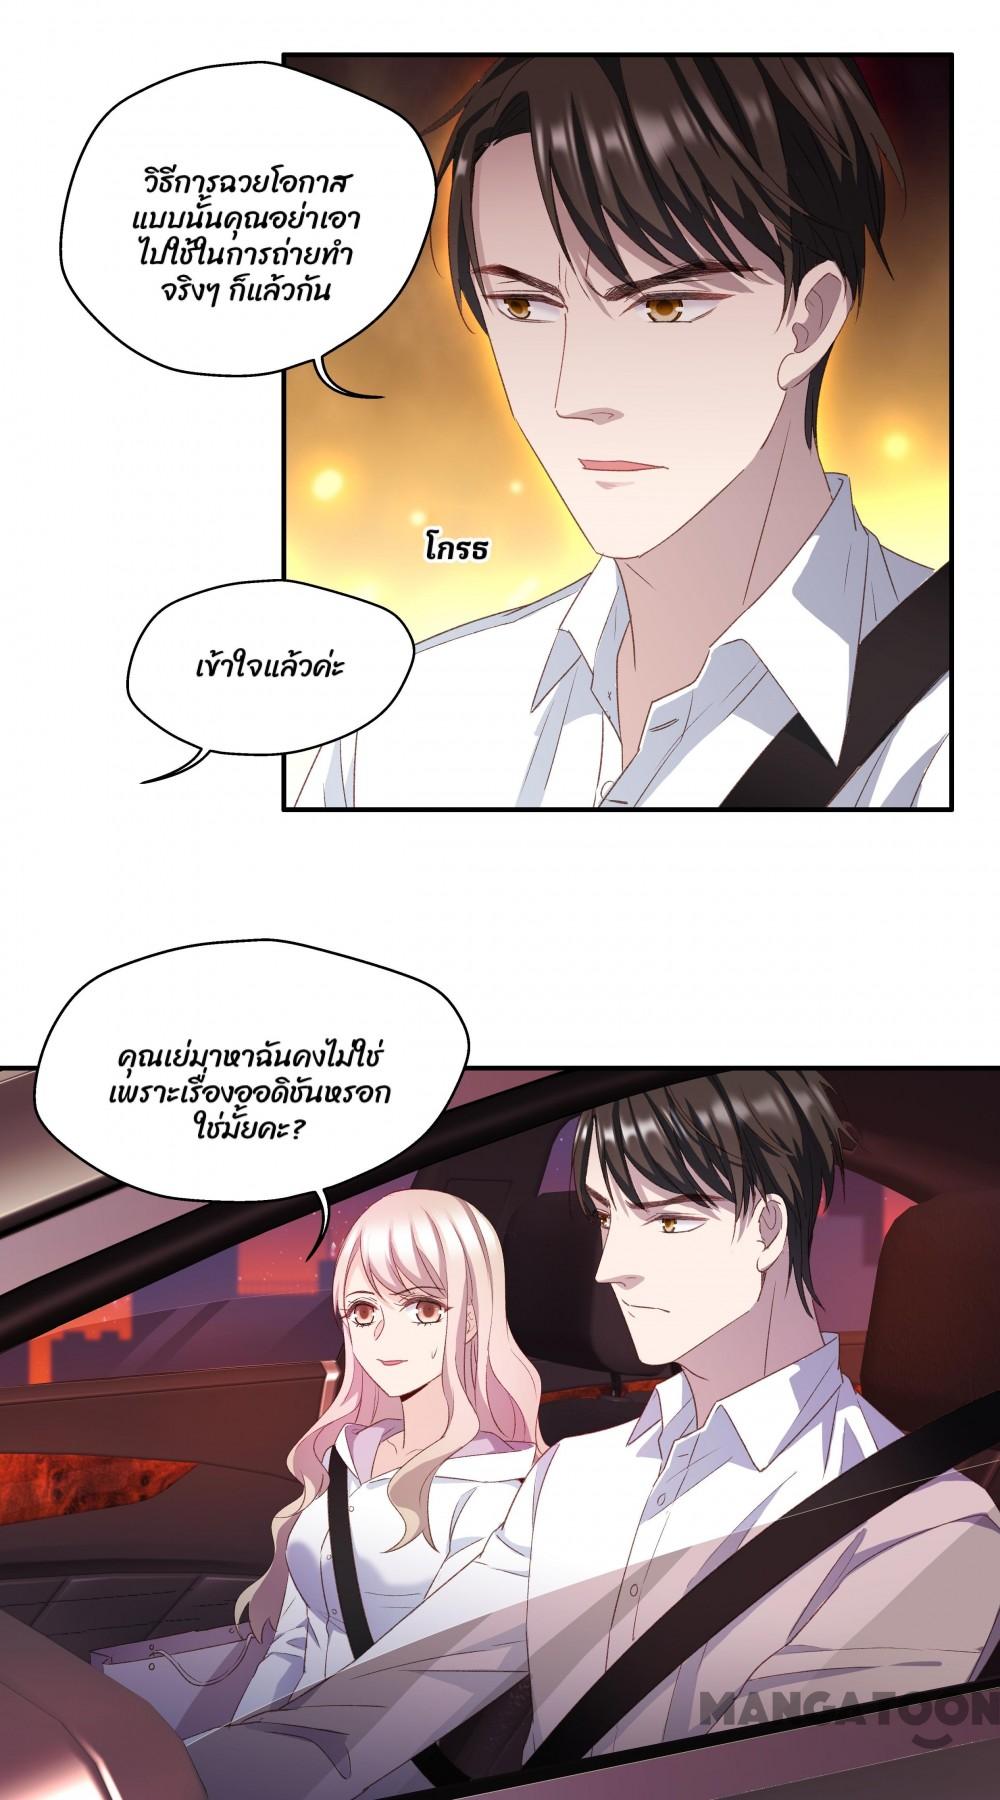 วิธีการฉวยโอกาส
แบบนั้นคุณอย่าเอา
ไปใช้ในการถ่ายทำ
จริงๆ ก็แล้วกัน
โกรธ
เข้าใจแล้วค่ะ
คุณเย่มาหาฉันคงไม่ใช่
เพราะเรื่องออดิชันหรอก
ใช่มั้ยคะ?
MANGATOON